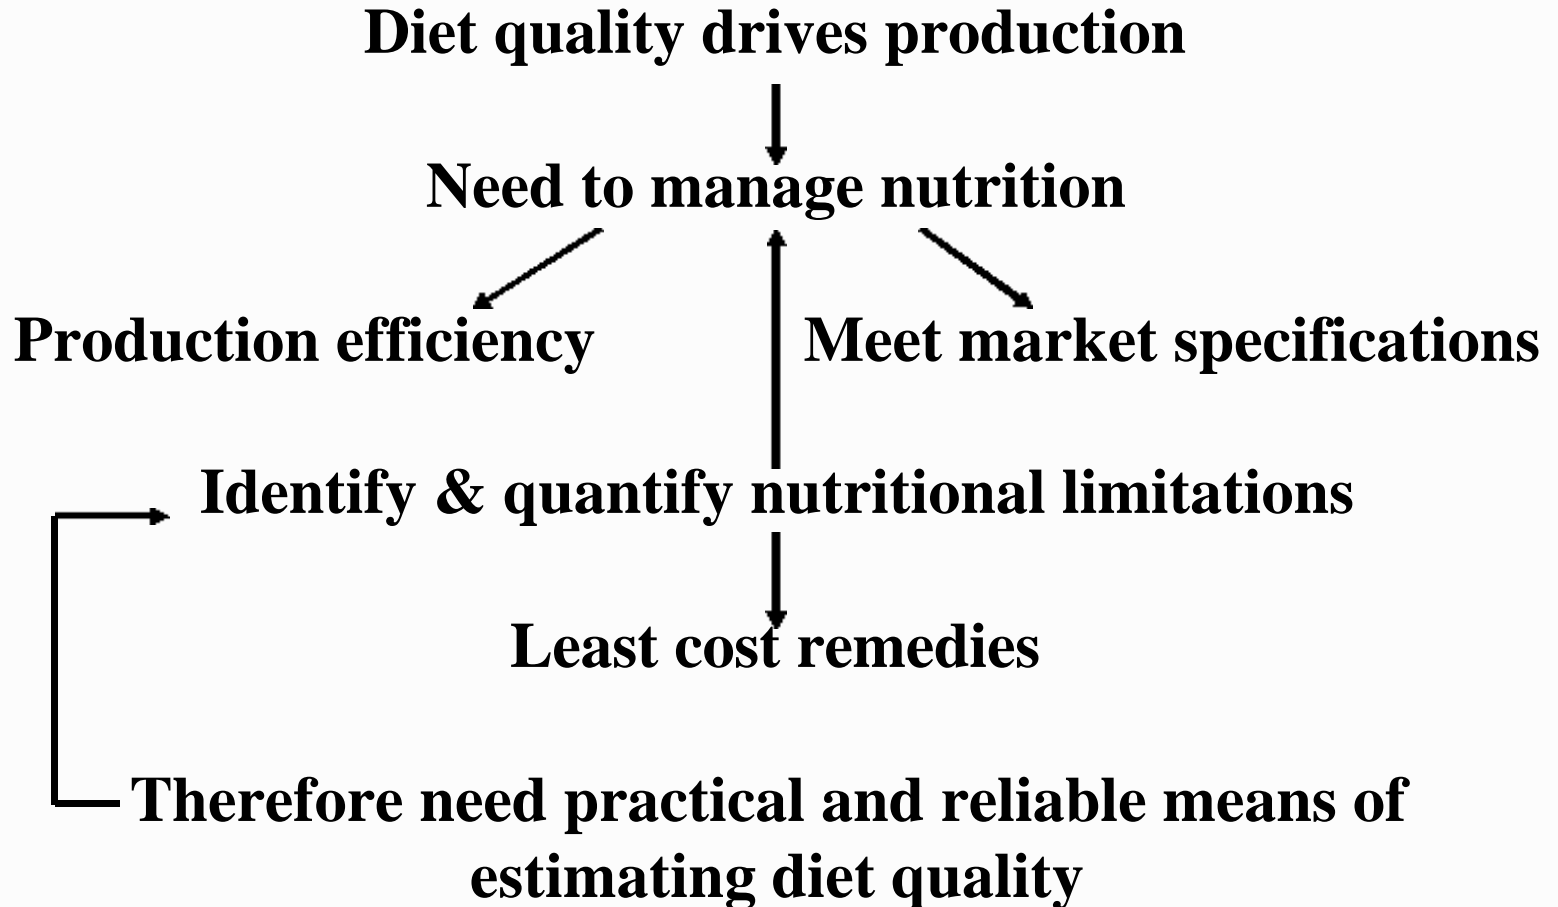 Diet quality drives production
Need to manage nutrition
Production efficiency
Meet market specifications
Identify & quantify nutritional limitations
Least cost remedies
Therefore need practical and reliable means of
estimating diet quality